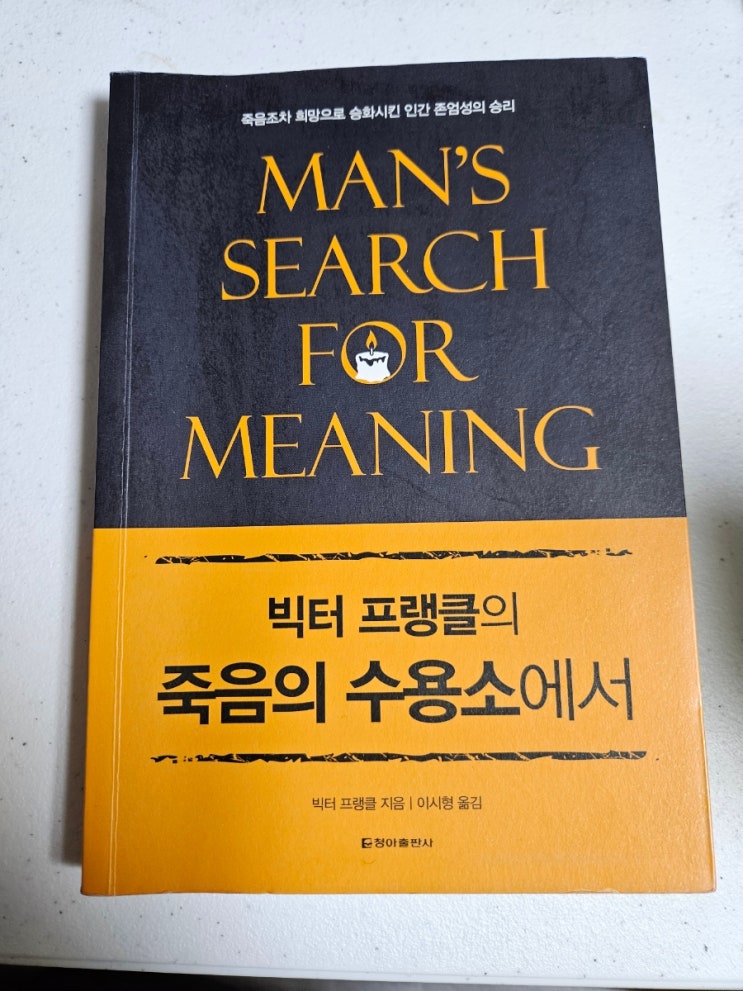 죽음조차 희망으로 승화시킨 인간 존엄성의 승리
MAN'S
SEARCH
FOR
MEANING
빅터 프랭클의
죽음의 수용소에서
빅터 프랭클 지음 | 이시형 옮김
청아출판사